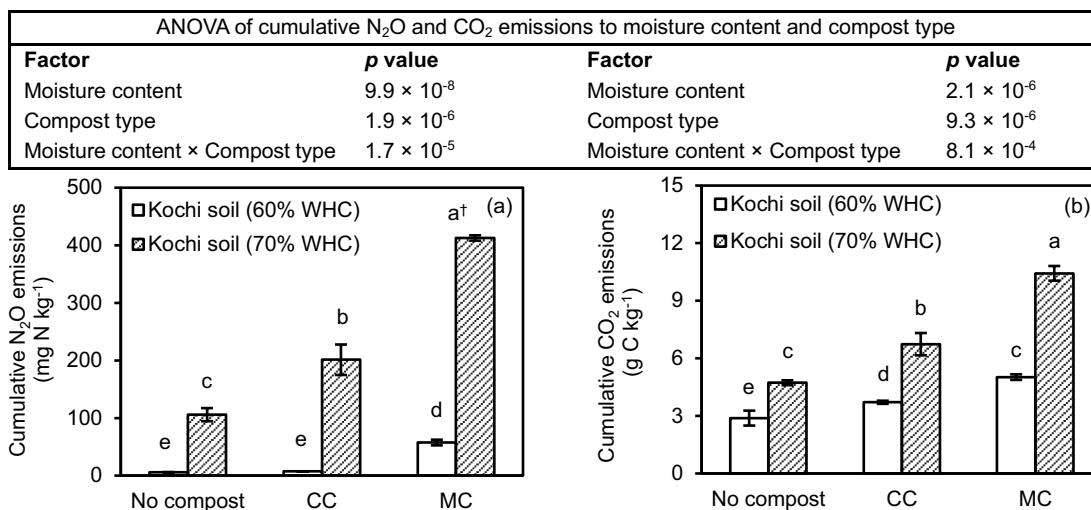 ANOVA of cumulative N₂O and CO₂ emissions to moisture content and compost type
Factor p value Factor p value
Moisture content 9.9 × 10⁻⁸ Moisture content 2.1 × 10⁻⁶
Compost type 1.9 × 10⁻⁶ Compost type 9.3 × 10⁻⁶
Moisture content × Compost type 1.7 × 10⁻⁵ Moisture content × Compost type 8.1 × 10⁻⁴
Cumulative N₂O emissions
(mg N kg⁻¹)
500
400
300
200
100
0
Kochi soil (60% WHC)
Kochi soil (70% WHC)
(a)
e
c
e
b
d
a†
No compost CC MC
Cumulative CO₂ emissions
(g C kg⁻¹)
15
12
9
6
3
0
Kochi soil (60% WHC)
Kochi soil (70% WHC)
(b)
e
c
d
b
c
a
No compost CC MC